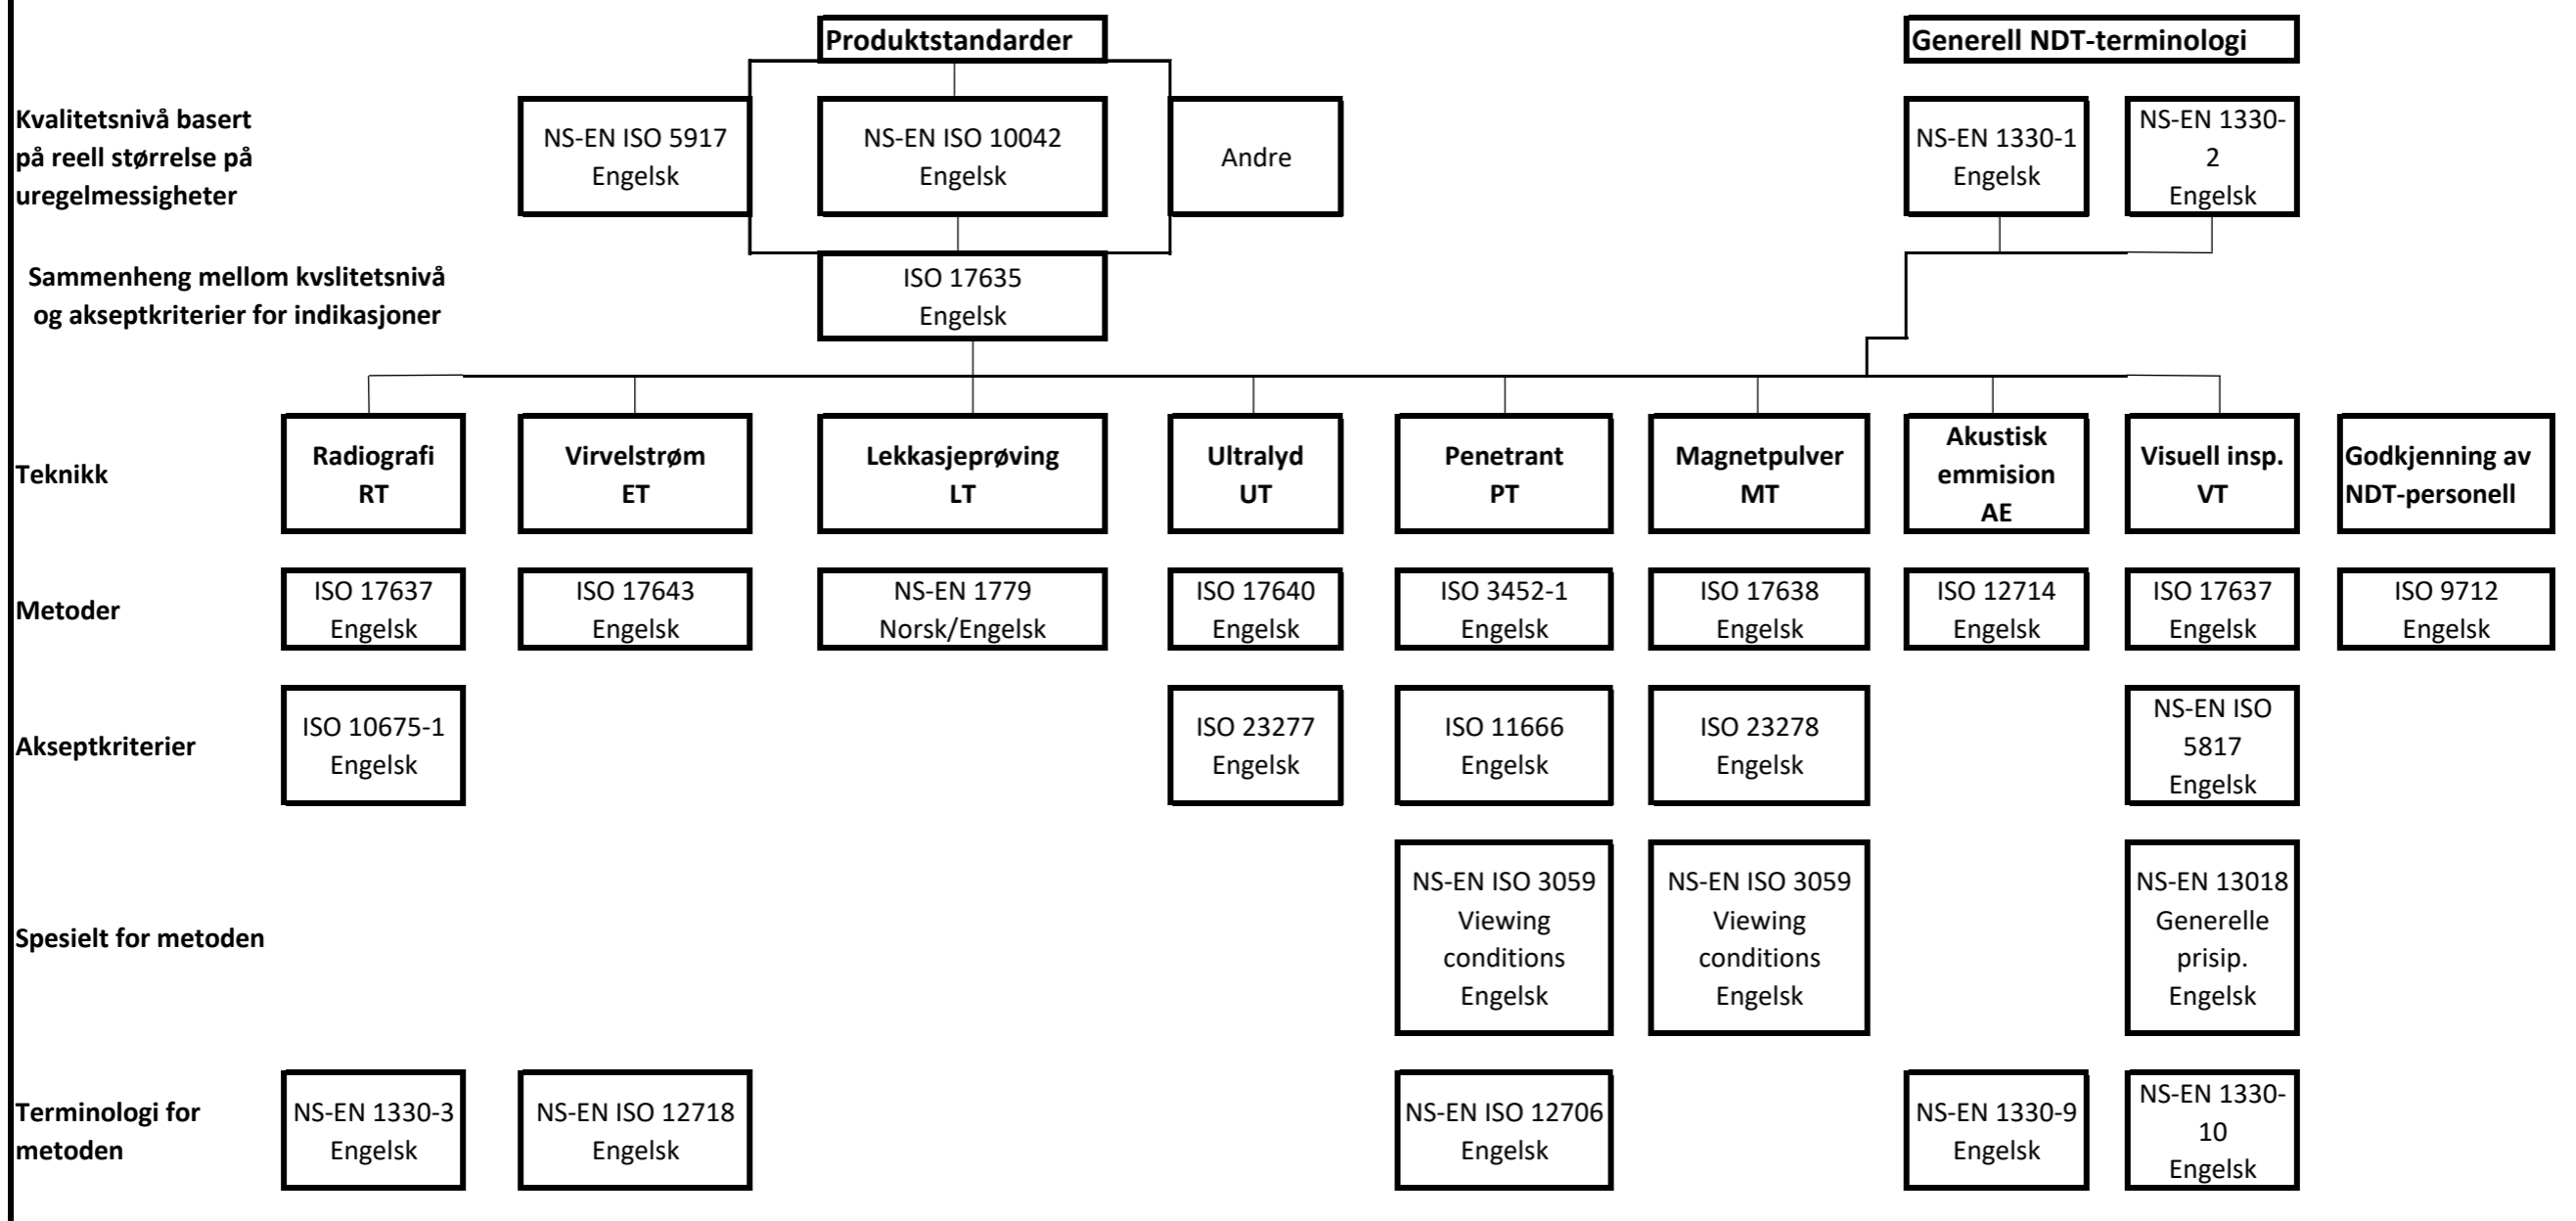 Produktstandarder
Generell NDT-terminologi
Kvalitetsnivå basert
på reell størrelse på
uregelmessigheter
NS-EN ISO 5917
Engelsk
NS-EN ISO 10042
Engelsk
Andre
NS-EN 1330-1
Engelsk
NS-EN 1330-
2
Engelsk
Sammenheng mellom kvslitetsnivå
og akseptkriterier for indikasjoner
ISO 17635
Engelsk
Teknikk
Radiografi
RT
Virvelstrøm
ET
Lekkasjeprøving
LT
Ultralyd
UT
Penetrant
PT
Magnetpulver
MT
Akustisk
emmision
AE
Visuell insp.
VT
Godkjenning av
NDT-personell
Metoder
ISO 17637
Engelsk
ISO 17643
Engelsk
NS-EN 1779
Norsk/Engelsk
ISO 17640
Engelsk
ISO 3452-1
Engelsk
ISO 17638
Engelsk
ISO 12714
Engelsk
ISO 17637
Engelsk
ISO 9712
Engelsk
Akseptkriterier
ISO 10675-1
Engelsk
ISO 23277
Engelsk
ISO 11666
Engelsk
ISO 23278
Engelsk
NS-EN ISO
5817
Engelsk
Spesielt for metoden
NS-EN ISO 3059
Viewing
conditions
Engelsk
NS-EN ISO 3059
Viewing
conditions
Engelsk
NS-EN 13018
Generelle
prisip.
Engelsk
Terminologi for
metoden
NS-EN 1330-3
Engelsk
NS-EN ISO 12718
Engelsk
NS-EN ISO 12706
Engelsk
NS-EN 1330-9
Engelsk
NS-EN 1330-
10
Engelsk